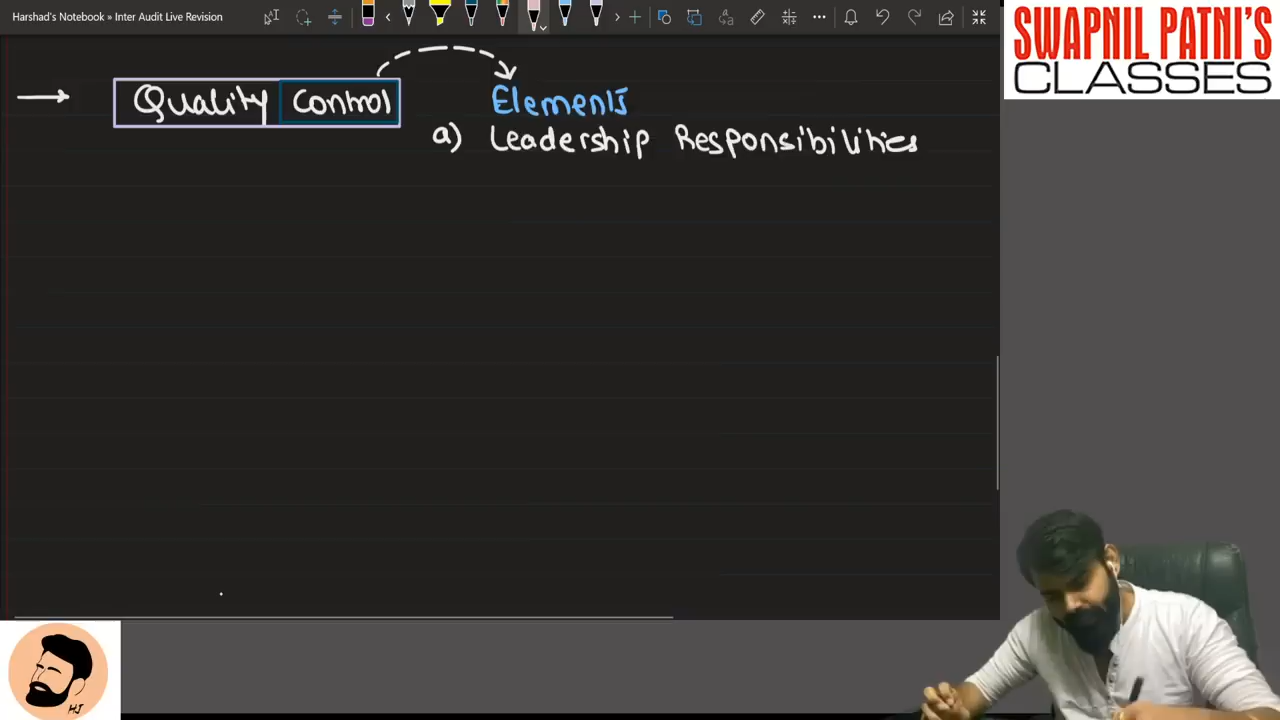 Harshad's Notebook » Inter Audit Live Revision
SWAPNIL PATNI'S
CLASSES
Quality Control
Elements
a) Leadership Responsibilities
HJ